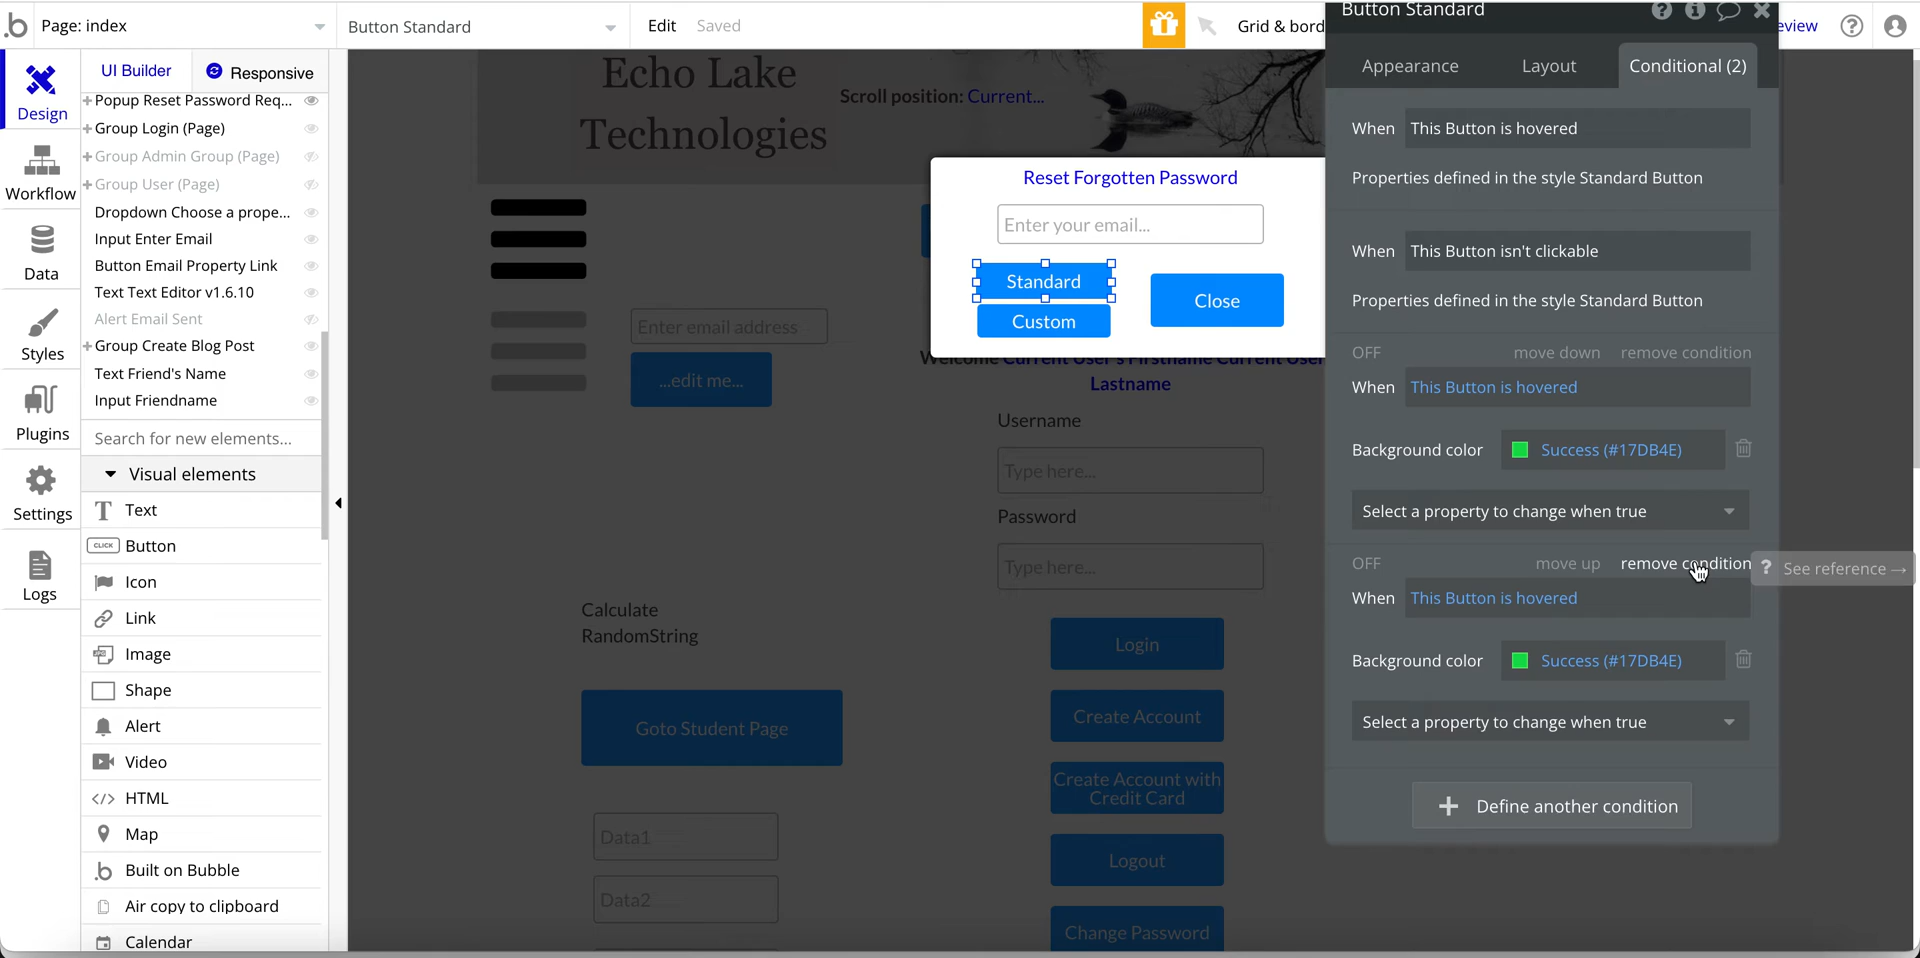 b
Page: index
Button Standard
Edit
Saved
Grid & bord
Button Standard
eview
UI Builder
Responsive
Design
Workflow
Data
Styles
Plugins
Settings
Logs
Popup Reset Password Req...
Group Login (Page)
Group Admin Group (Page)
Group User (Page)
Dropdown Choose a prope...
Input Enter Email
Button Email Property Link
Text Text Editor v1.6.10
Alert Email Sent
Group Create Blog Post
Text Friend's Name
Input Friendname
Search for new elements...
Visual elements
Text
CLICK Button
Icon
Link
Image
Shape
Alert
Video
HTML
Map
Built on Bubble
Air copy to clipboard
Calendar
Echo Lake
Technologies
Scroll position: Current...
Reset Forgotten Password
Enter your email...
Standard
Custom
Close
Enter email address
...edit me...
Welcome Current User's Firstname Current User
Lastname
Username
Type here...
Password
Type here...
Calculate
RandomString
Goto Student Page
Data1
Data2
Login
Create Account
Create Account with
Credit Card
Logout
Change Password
Appearance
Layout
Conditional (2)
When This Button is hovered
Properties defined in the style Standard Button
When This Button isn't clickable
Properties defined in the style Standard Button
OFF move down remove condition
When This Button is hovered
Background color Success (#17DB4E)
Select a property to change when true
OFF move up remove condition
? See reference →
When This Button is hovered
Background color Success (#17DB4E)
Select a property to change when true
+ Define another condition